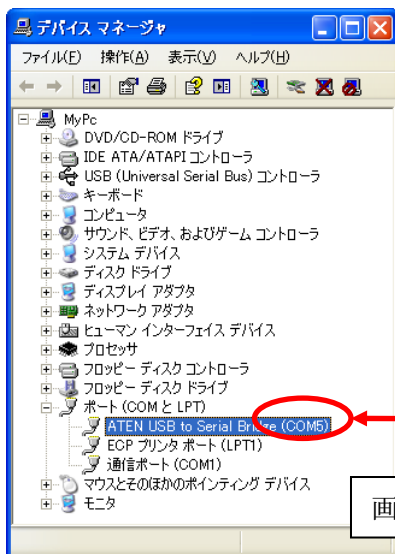 デバイス マネージャ
ファイル(F) 操作(A) 表示(V) ヘルプ(H)
MyPc
DVD/CD-ROM ドライブ
IDE ATA/ATAPI コントローラ
USB (Universal Serial Bus) コントローラ
キーボード
コンピュータ
サウンド、ビデオ、およびゲーム コントローラ
システム デバイス
ディスク ドライブ
ディスプレイ アダプタ
ネットワーク アダプタ
ヒューマン インターフェイス デバイス
プロセッサ
フロッピー ディスク コントローラ
フロッピー ディスク ドライブ
ポート (COM と LPT)
ATEN USB to Serial Bridge (COM5)
ECP プリンタ ポート (LPT1)
通信ポート (COM1)
マウスとそのほかのポインティング デバイス
モニタ
画